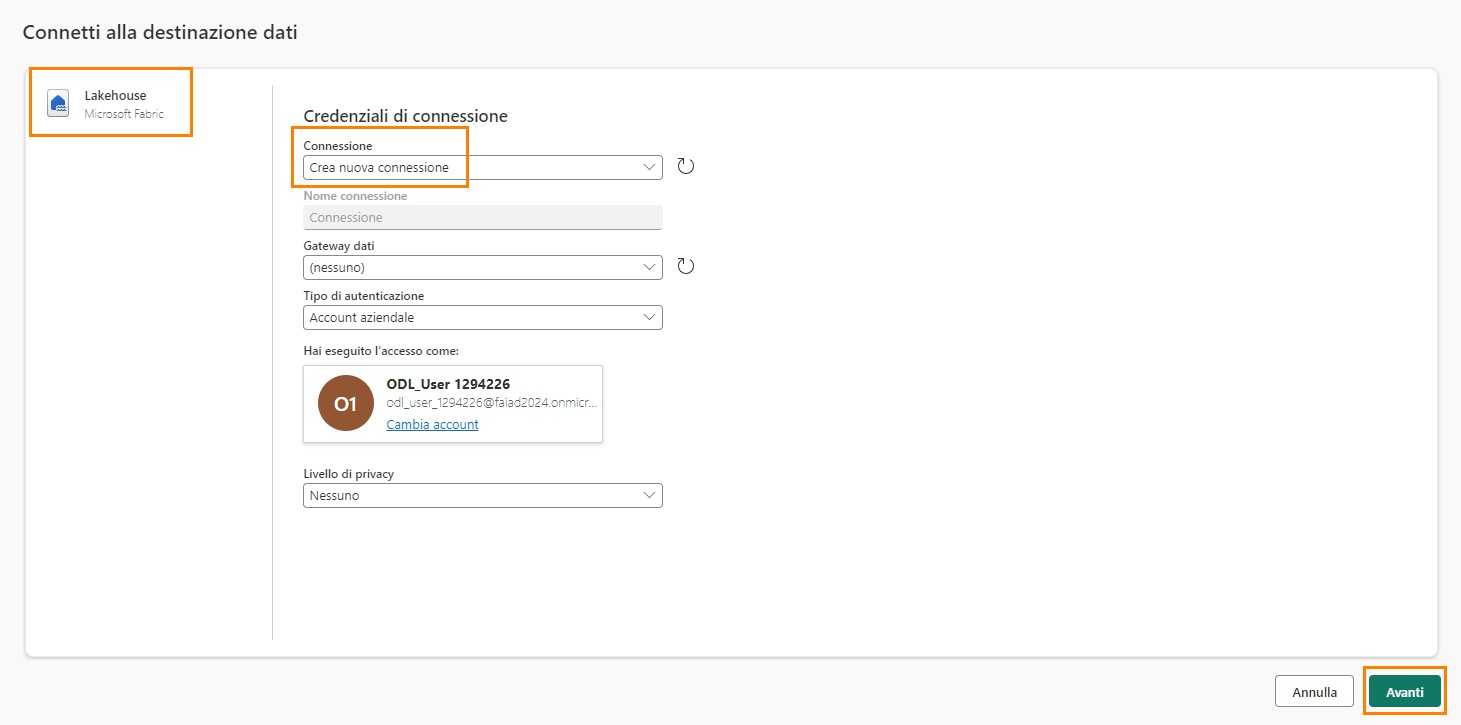 Connetti alla destinazione dati
Lakehouse
Microsoft Fabric
Credenziali di connessione
Connessione
Crea nuova connessione
Nome connessione
Connessione
Gateway dati
(nessuno)
Tipo di autenticazione
Account aziendale
Hai eseguito l'accesso come:
O1
ODL_User 1294226
odl_user_1294226@faiad2024.onmicr...
Cambia account
Livello di privacy
Nessuno
Annulla
Avanti